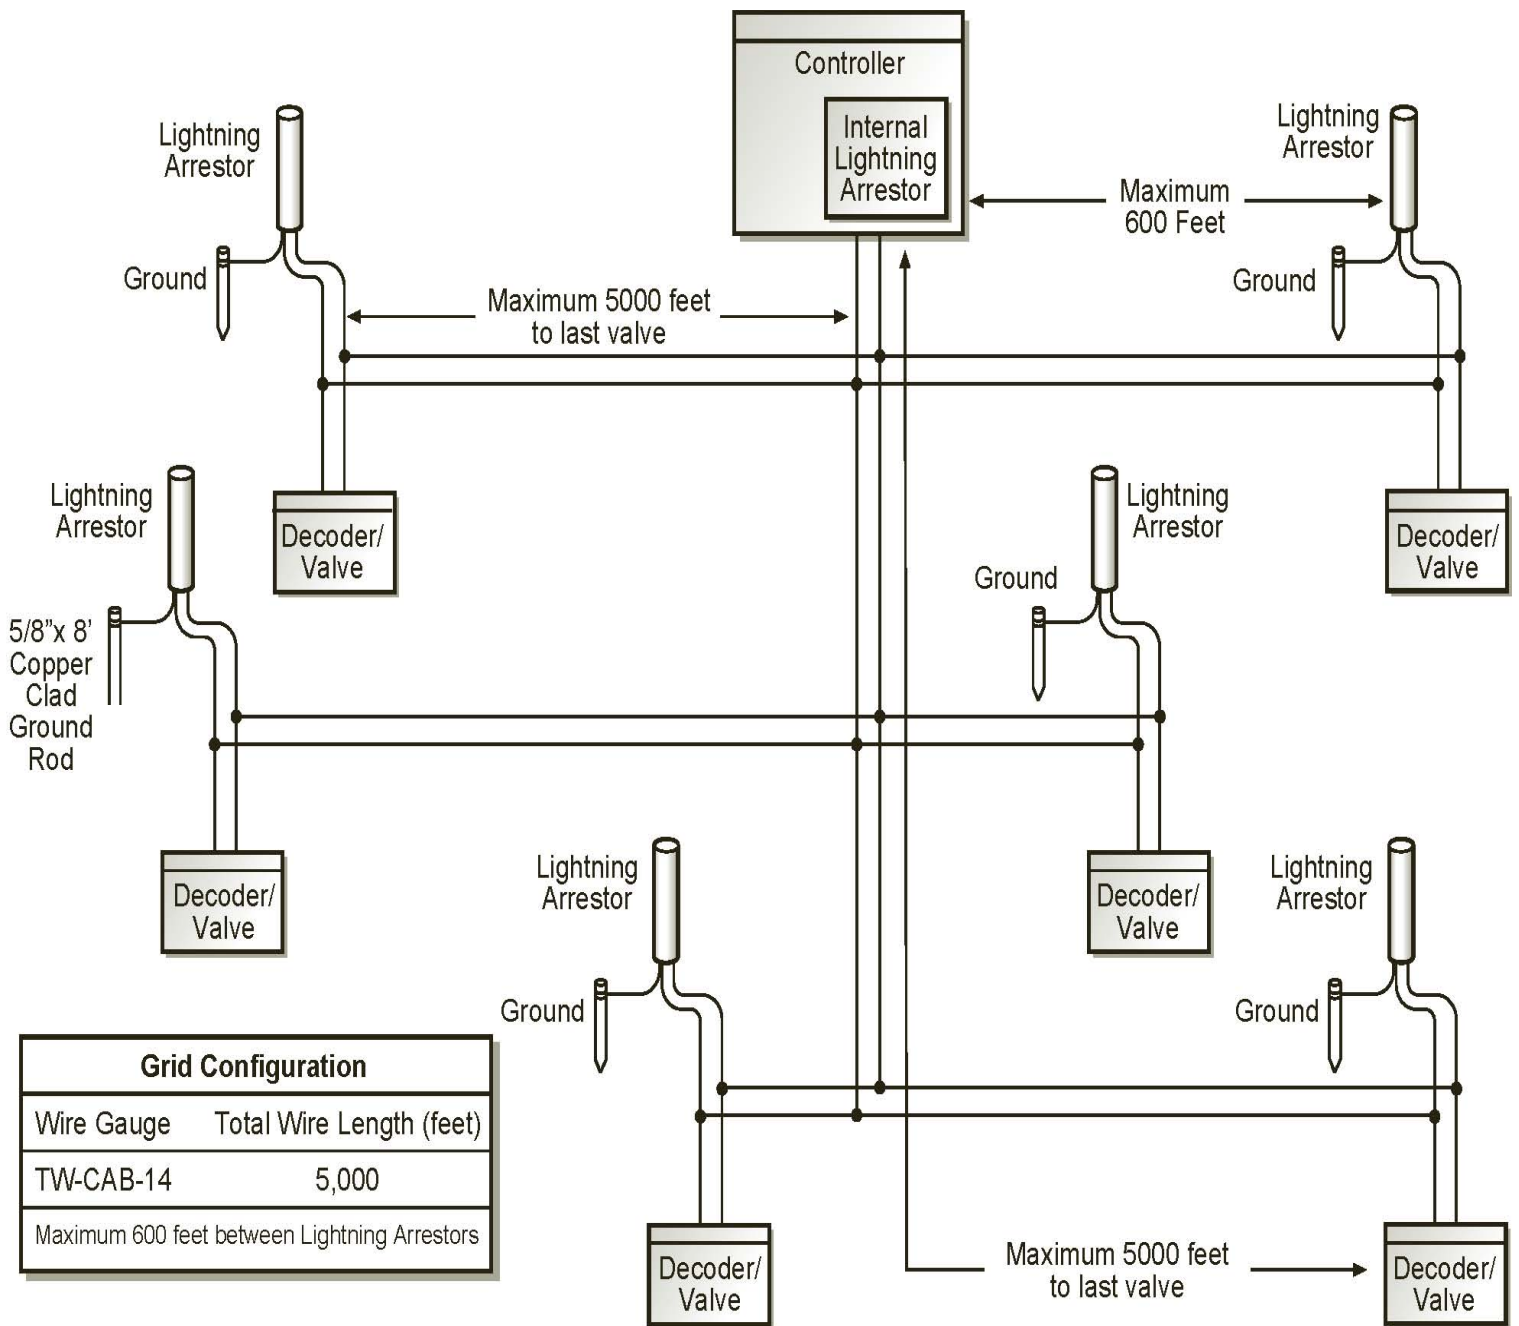 Controller
Internal
Lightning
Arrestor
Lightning
Arrestor
Ground
Maximum 5000 feet
to last valve
Maximum
600 Feet
Lightning
Arrestor
Ground
Decoder/
Valve
Decoder/
Valve
Lightning
Arrestor
5/8”x 8’
Copper
Clad
Ground
Rod
Lightning
Arrestor
Ground
Decoder/
Valve
Decoder/
Valve
Lightning
Arrestor
Ground
Lightning
Arrestor
Ground
Grid Configuration
Wire Gauge Total Wire Length (feet)
TW-CAB-14 5,000
Maximum 600 feet between Lightning Arrestors
Decoder/
Valve
Maximum 5000 feet
to last valve
Decoder/
Valve